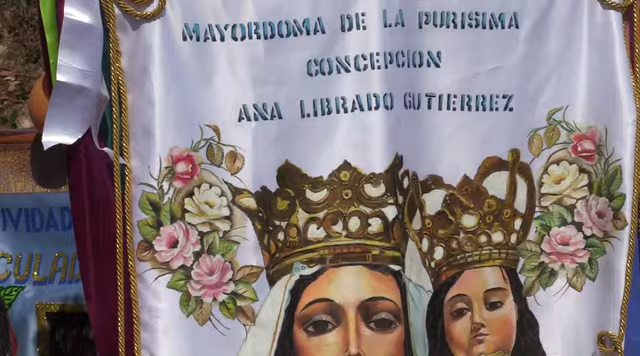 MAYORDOMA DE LA PURISIMA
CONCEPCION
ANA LIBRADO GUTIERREZ